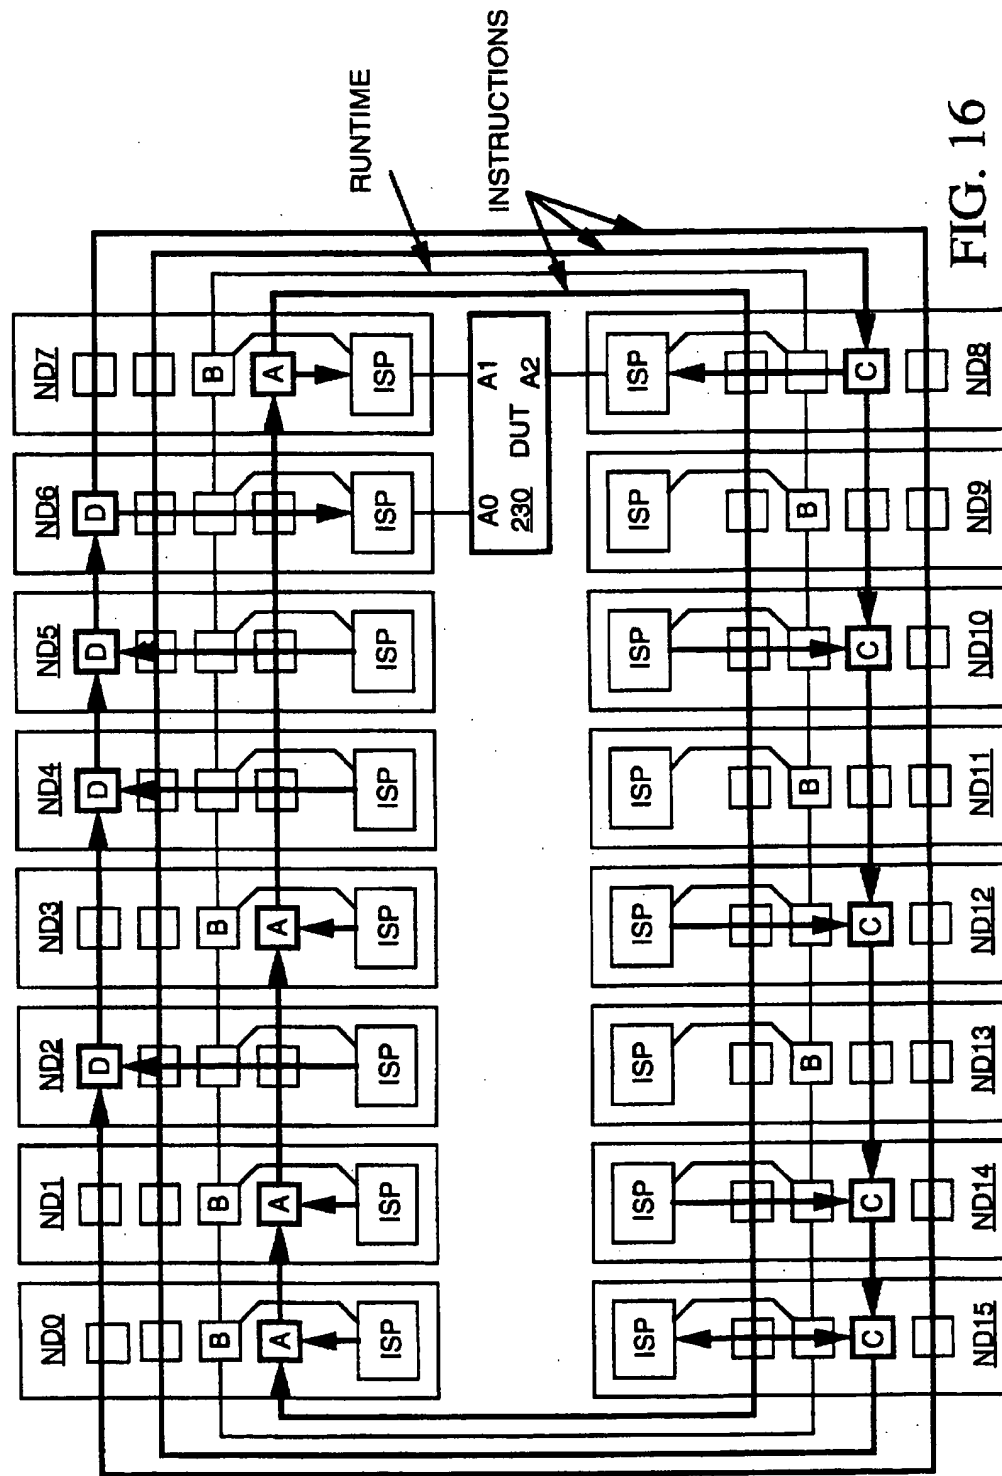 ND0 ND1 ND2 ND3 ND4 ND5 ND6 ND7
D D D D
B B B B
A A A A
ISP ISP ISP ISP ISP ISP ISP ISP
RUNTIME
A0 A1
230 DUT A2
INSTRUCTIONS
ISP ISP ISP ISP ISP ISP ISP ISP
B B B
C C C C C
ND15 ND14 ND13 ND12 ND11 ND10 ND9 ND8
FIG. 16